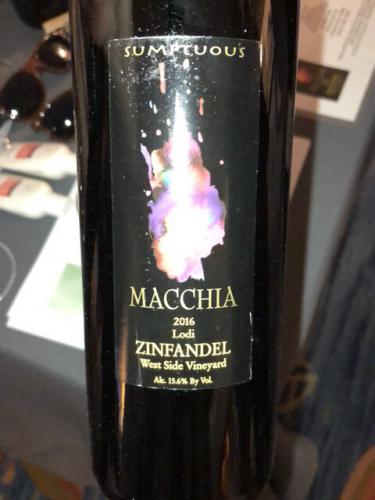 SUMPTUOUS
MACCHIA
2016
Lodi
ZINFANDEL
West Side Vineyard
Alc. 15.6% By Vol.